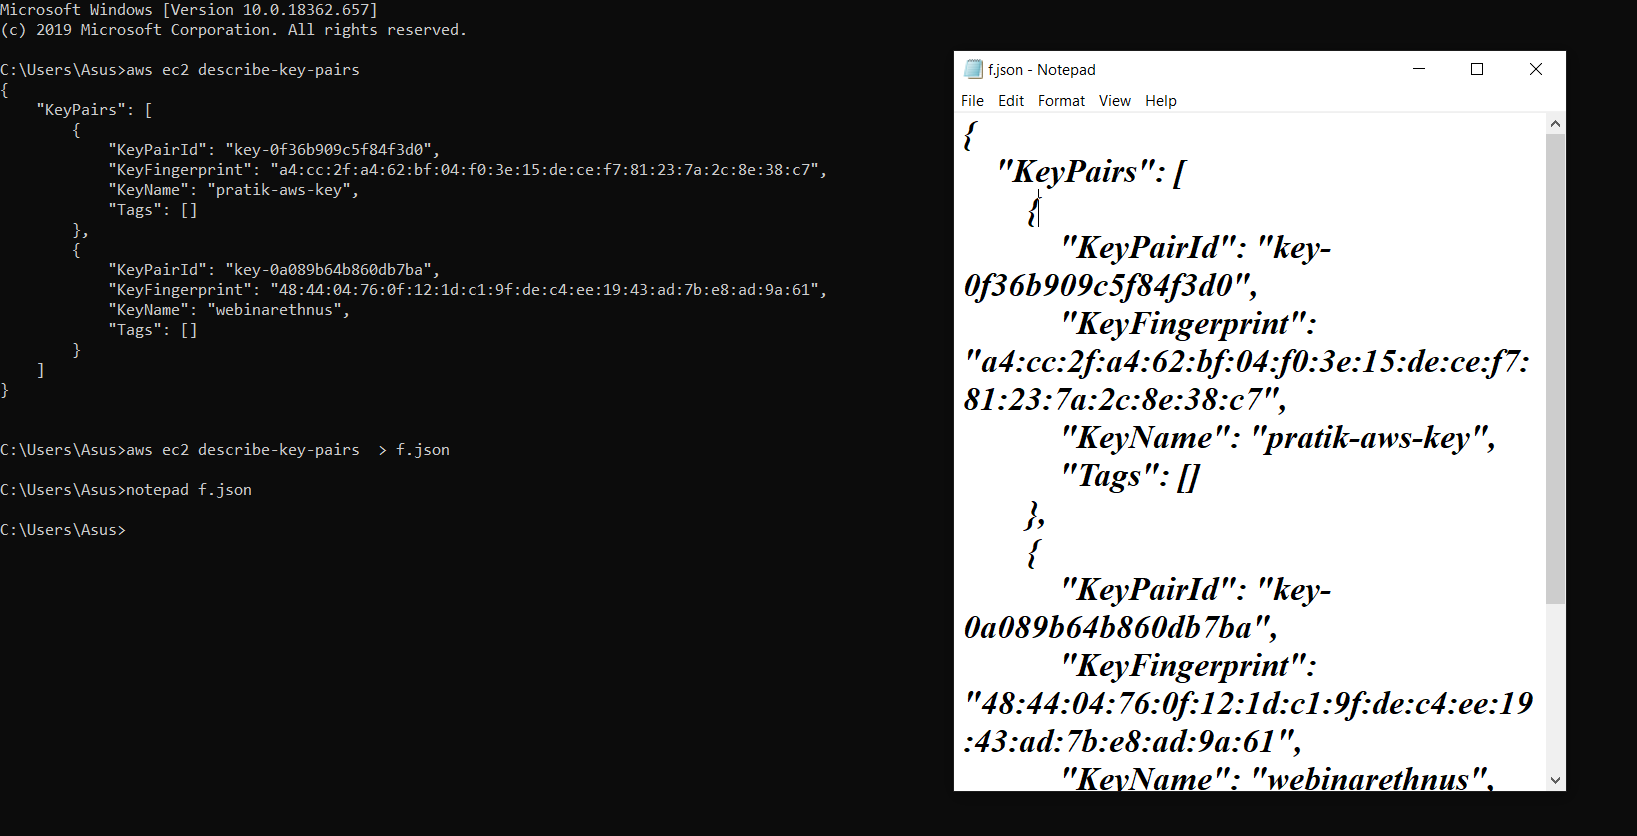 Microsoft Windows [Version 10.0.18362.657]
(c) 2019 Microsoft Corporation. All rights reserved.
C:\Users\Asus>aws ec2 describe-key-pairs
{
    "KeyPairs": [
        {
            "KeyPairId": "key-0f36b909c5f84f3d0",
            "KeyFingerprint": "a4:cc:2f:a4:62:bf:04:f0:3e:15:de:ce:f7:81:23:7a:2c:8e:38:c7",
            "KeyName": "pratik-aws-key",
            "Tags": []
        },
        {
            "KeyPairId": "key-0a089b64b860db7ba",
            "KeyFingerprint": "48:44:04:76:0f:12:1d:c1:9f:de:c4:ee:19:43:ad:7b:e8:ad:9a:61",
            "KeyName": "webinarethnus",
            "Tags": []
        }
    ]
}
C:\Users\Asus>aws ec2 describe-key-pairs  > f.json
C:\Users\Asus>notepad f.json
C:\Users\Asus>
f.json - Notepad
File Edit Format View Help
{
    "KeyPairs": [
        {
            "KeyPairId": "key-
0f36b909c5f84f3d0",
            "KeyFingerprint":
"a4:cc:2f:a4:62:bf:04:f0:3e:15:de:ce:f7:
81:23:7a:2c:8e:38:c7",
            "KeyName": "pratik-aws-key",
            "Tags": []
        },
        {
            "KeyPairId": "key-
0a089b64b860db7ba",
            "KeyFingerprint":
"48:44:04:76:0f:12:1d:c1:9f:de:c4:ee:19
:43:ad:7b:e8:ad:9a:61",
            "KeyName": "webinarethnus",